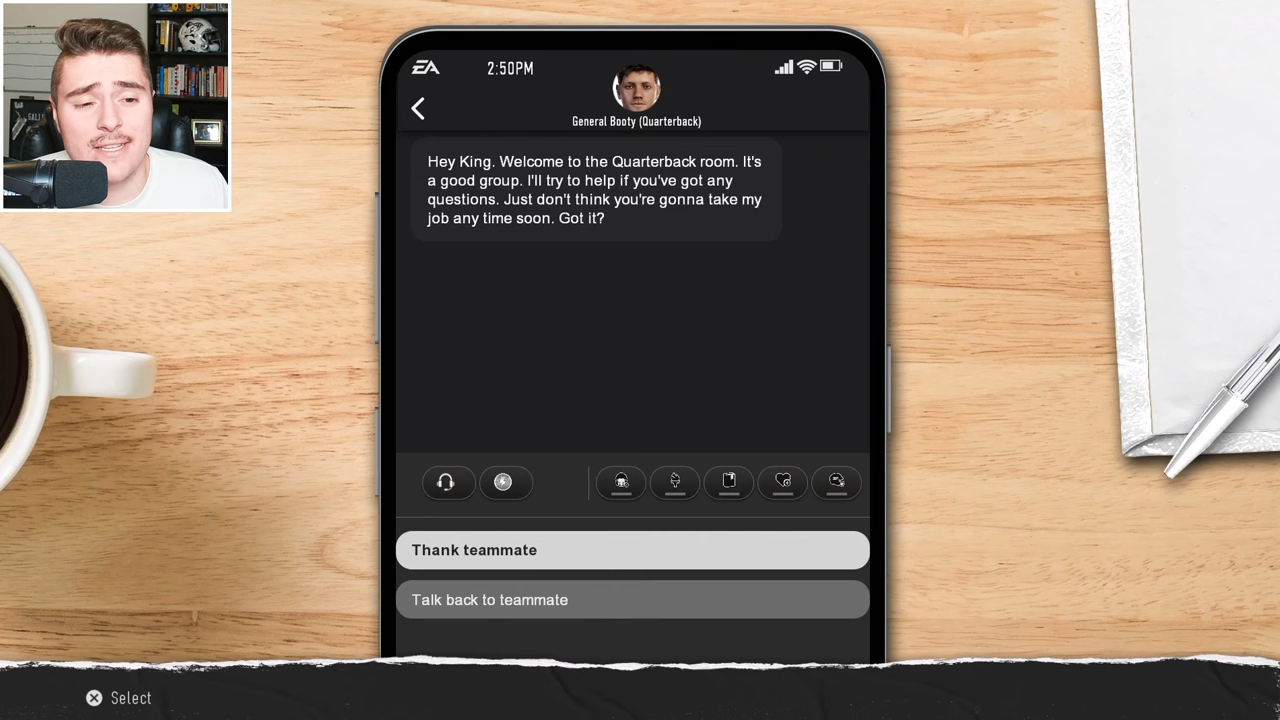 EA
2:50PM
General Booty (Quarterback)
Hey King. Welcome to the Quarterback room. It's
a good group. I'll try to help if you've got any
questions. Just don't think you're gonna take my
job any time soon. Got it?
Thank teammate
Talk back to teammate
Select